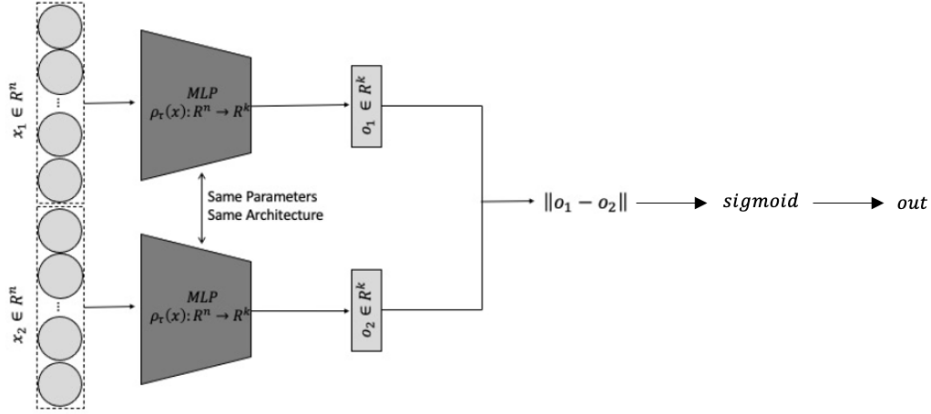 x₁ ∈ Rⁿ
MLP
ρτ(x): Rⁿ → Rᵏ
o₁ ∈ Rᵏ
Same Parameters
Same Architecture
‖o₁ − o₂‖
sigmoid
out
x₂ ∈ Rⁿ
MLP
ρτ(x): Rⁿ → Rᵏ
o₂ ∈ Rᵏ